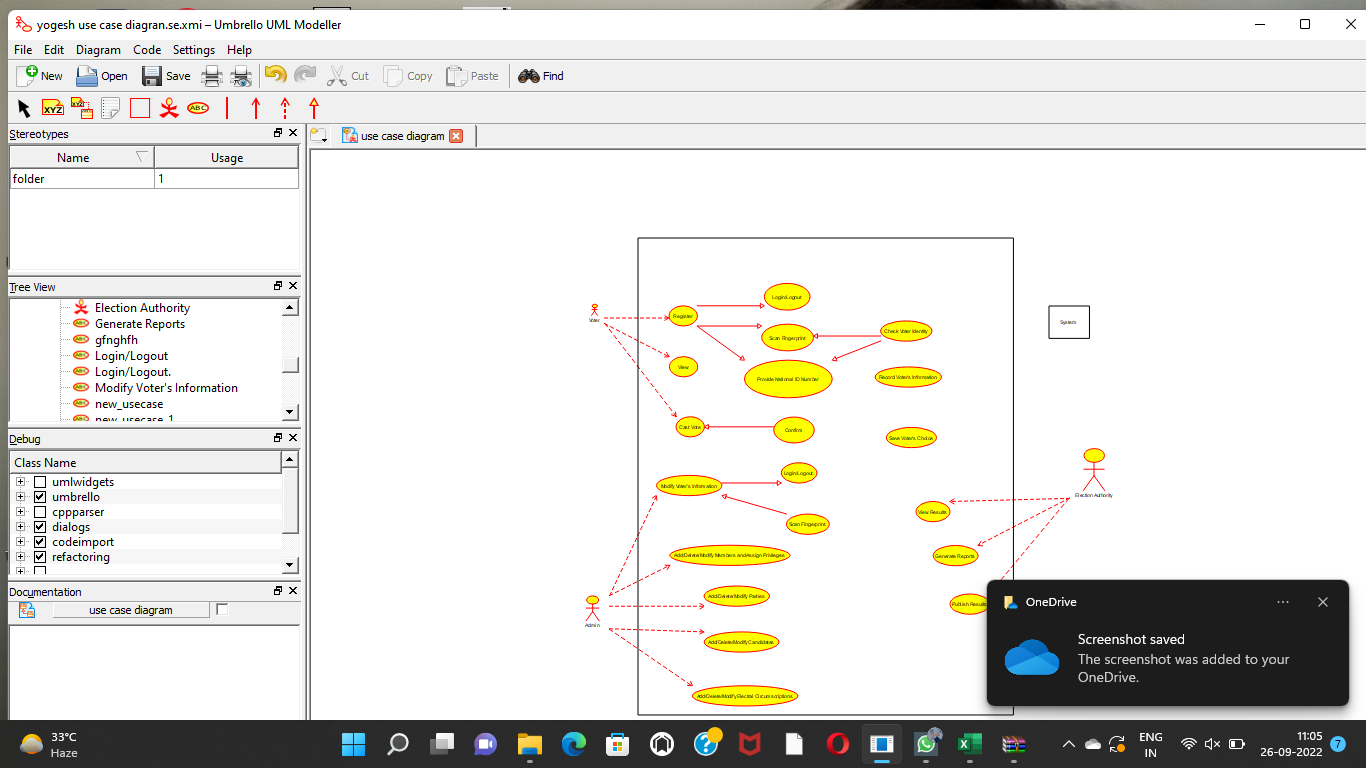 yogesh use case diagran.se.xmi – Umbrello UML Modeller
File Edit Diagram Code Settings Help
New Open Save Cut Copy Paste Find
XYZ XYZ ABC
Stereotypes
Name Usage
folder 1
Tree View
Election Authority
Generate Reports
gfnghfh
Login/Logout
Login/Logout.
Modify Voter's Information
new_usecase
new_usecase_1
Debug
Class Name
umlwidgets
umbrello
cppparser
dialogs
codeimport
refactoring
Documentation
use case diagram
use case diagram
Voter
Register
Login/Logout
Scan Fingerprint
Check Voter Identity
View
Provide National ID Number
Record Voter's Information
Cast Vote
Confirm
Save Voter's Choice
System
Modify Voter's Information
Login/Logout.
Scan Fingerprint
Election Authority
View Results
Generate Reports
Publish Results
Add/Delete/Modify Members and Assign Privileges
Admin
Add/Delete/Modify Parties
Add/Delete/Modify Candidates
Add/Delete/Modify Electral Circumscriptions
OneDrive
Screenshot saved
The screenshot was added to your
OneDrive.
33°C
Haze
ENG
IN
11:05
26-09-2022
7